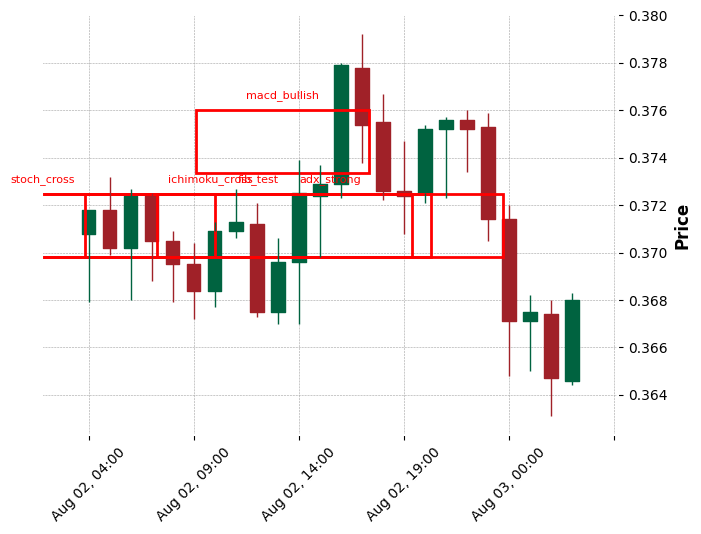 0.380
0.378
macd_bullish
0.376
0.374
stoch_cross
ichimoku_cross
fib_test
adx_strong
0.372
Price
0.370
0.368
0.366
0.364
Aug 02, 04:00
Aug 02, 09:00
Aug 02, 14:00
Aug 02, 19:00
Aug 03, 00:00